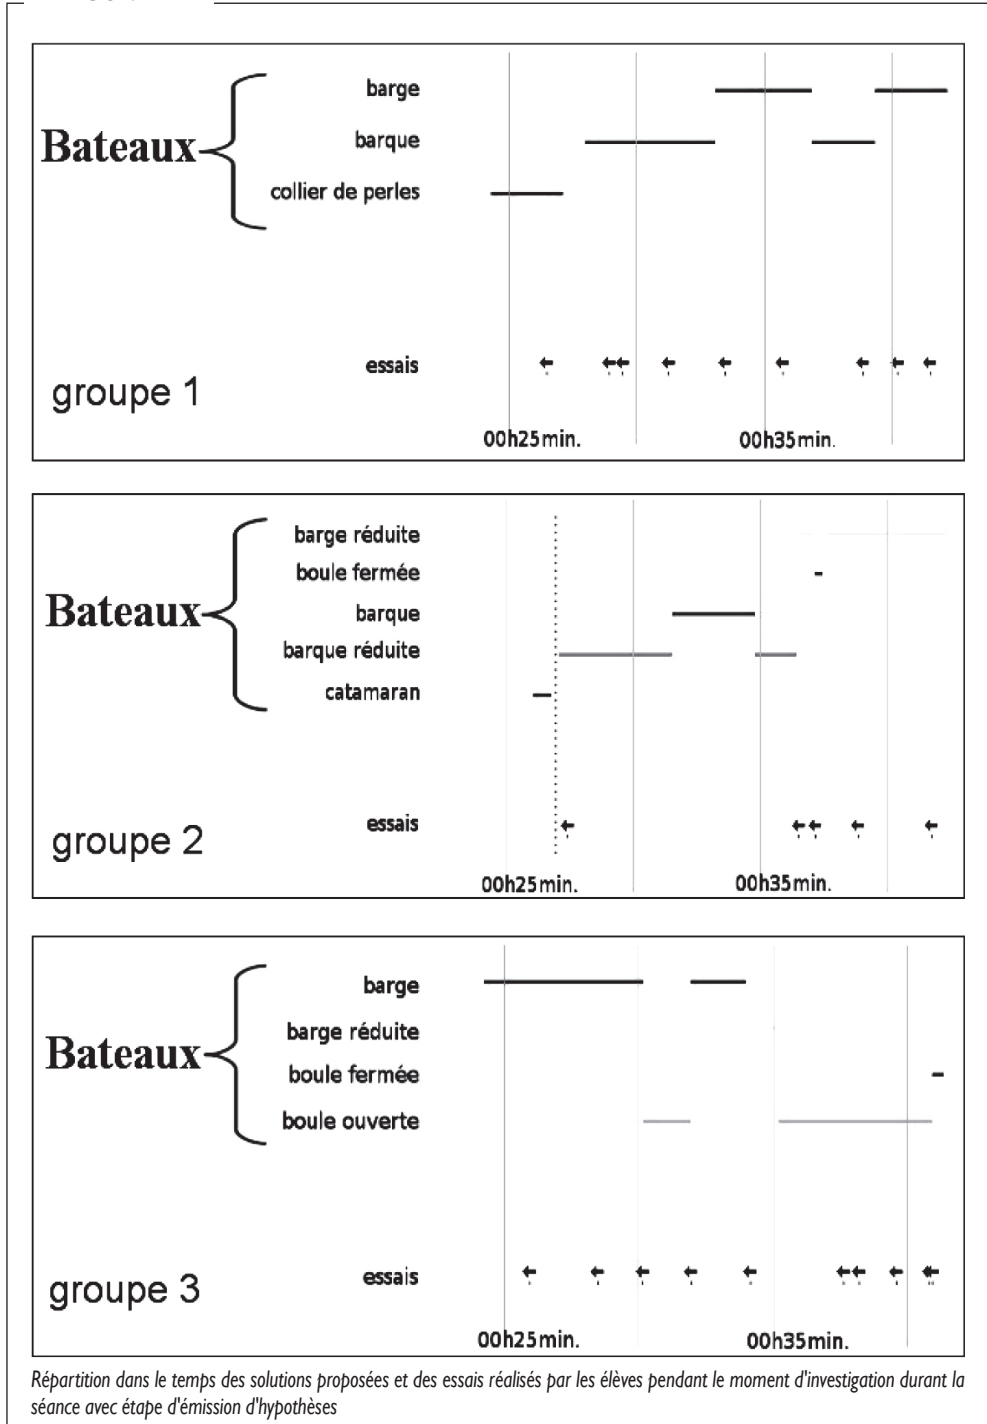 barge
Bateaux
barque
collier de perles
essais
groupe 1
00h25min.
00h35min.
barge réduite
boule fermée
Bateaux
barque
barque réduite
catamaran
essais
groupe 2
00h25min.
00h35min.
barge
barge réduite
Bateaux
boule fermée
boule ouverte
essais
groupe 3
00h25min.
00h35min.
Répartition dans le temps des solutions proposées et des essais réalisés par les élèves pendant le moment d'investigation durant la
séance avec étape d'émission d'hypothèses